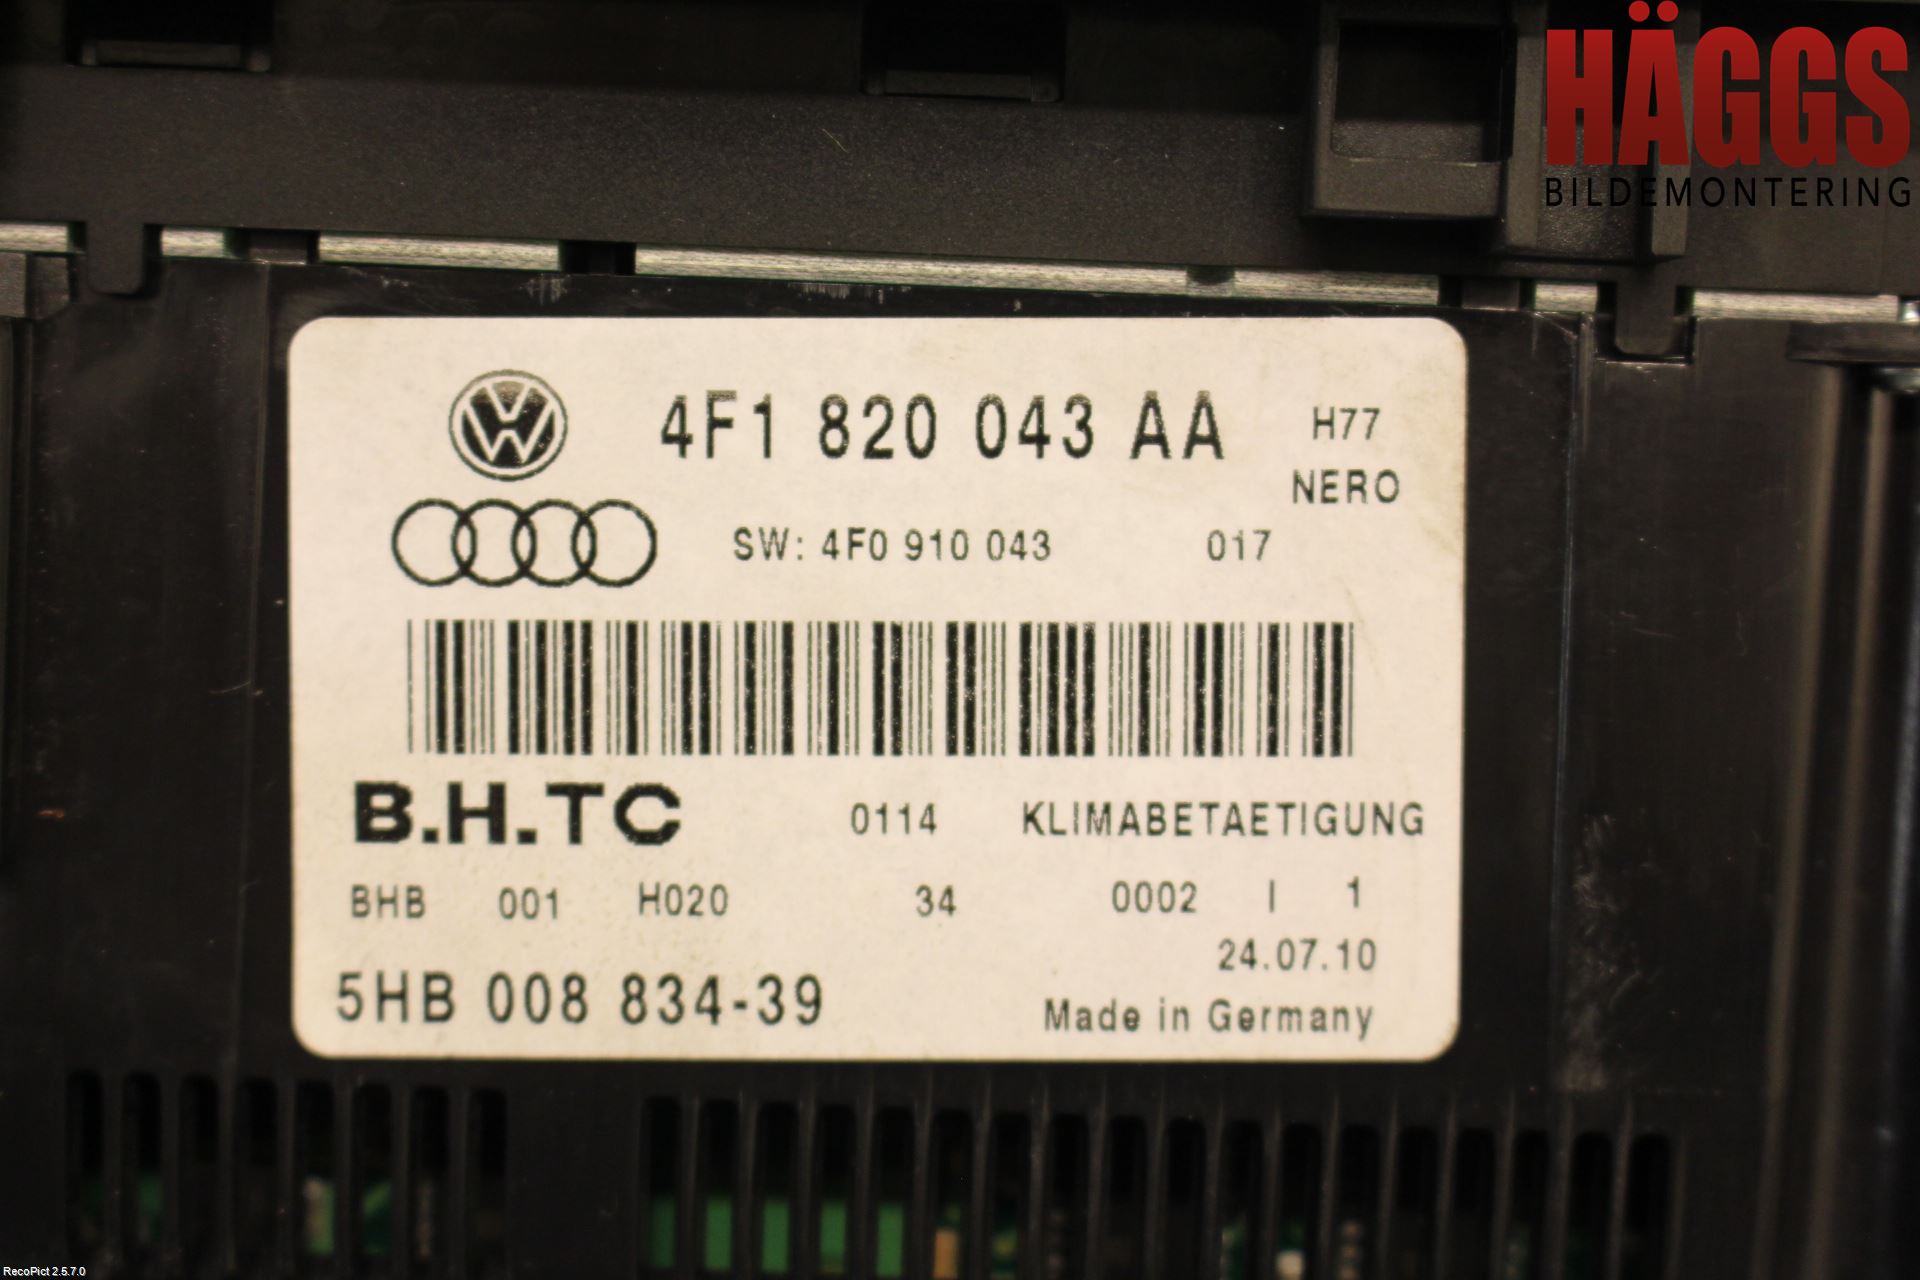 HÄGGS
BILDEMONTERING
4F1 820 043 AA H77
NERO
SW: 4F0 910 043 017
B.H.TC 0114 KLIMABETAETIGUNG
BHB 001 H020 34 0002 I 1
24.07.10
5HB 008 834-39 Made in Germany
RecoPict 2.5.7.0